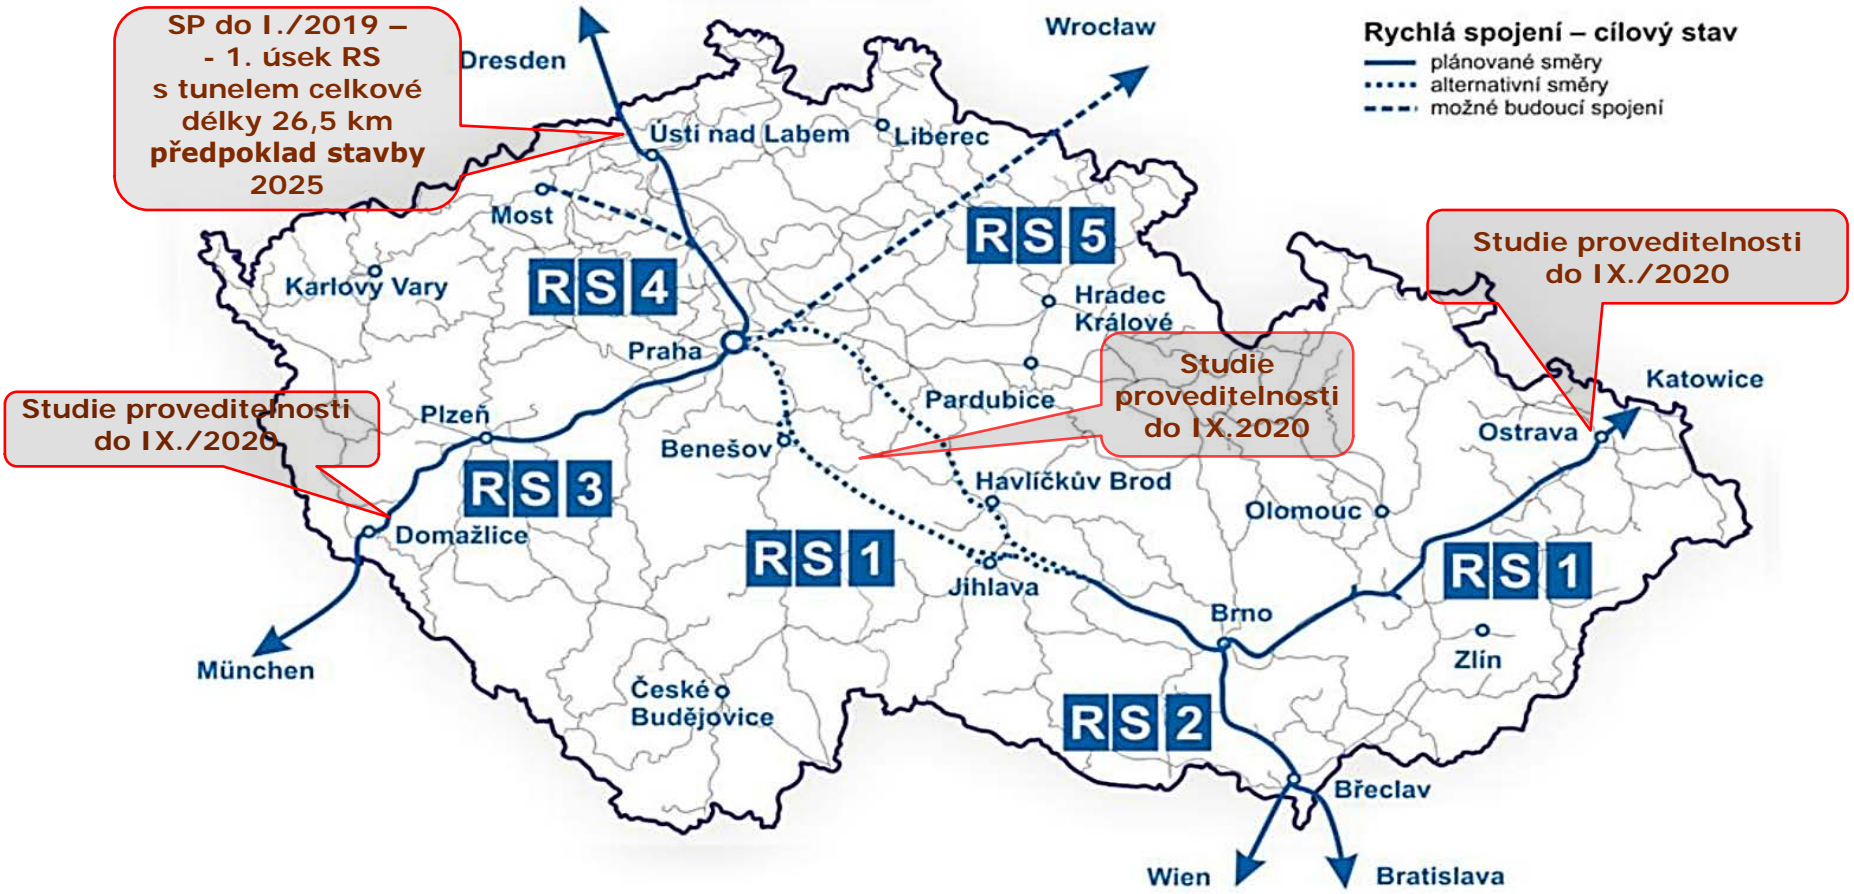 SP do I./2019 –
- 1. úsek RS
s tunelem celkové
délky 26,5 km
předpoklad stavby
2025
Dresden
Wrocław
Rychlá spojení – cílový stav
plánované směry
alternativní směry
možné budoucí spojení
Ústí nad Labem
Liberec
Most
RS 5
Studie proveditelnosti
do IX./2020
Karlovy Vary
RS 4
Hradec
Králové
Praha
Studie
proveditelnosti
do IX.2020
Katowice
Studie proveditelnosti
do IX./2020
Plzeň
Pardubice
Benešov
Ostrava
RS 3
Havlíčkův Brod
Olomouc
Domažlice
RS 1
Jihlava
RS 1
Brno
Zlín
München
České
Budějovice
RS 2
Břeclav
Wien
Bratislava